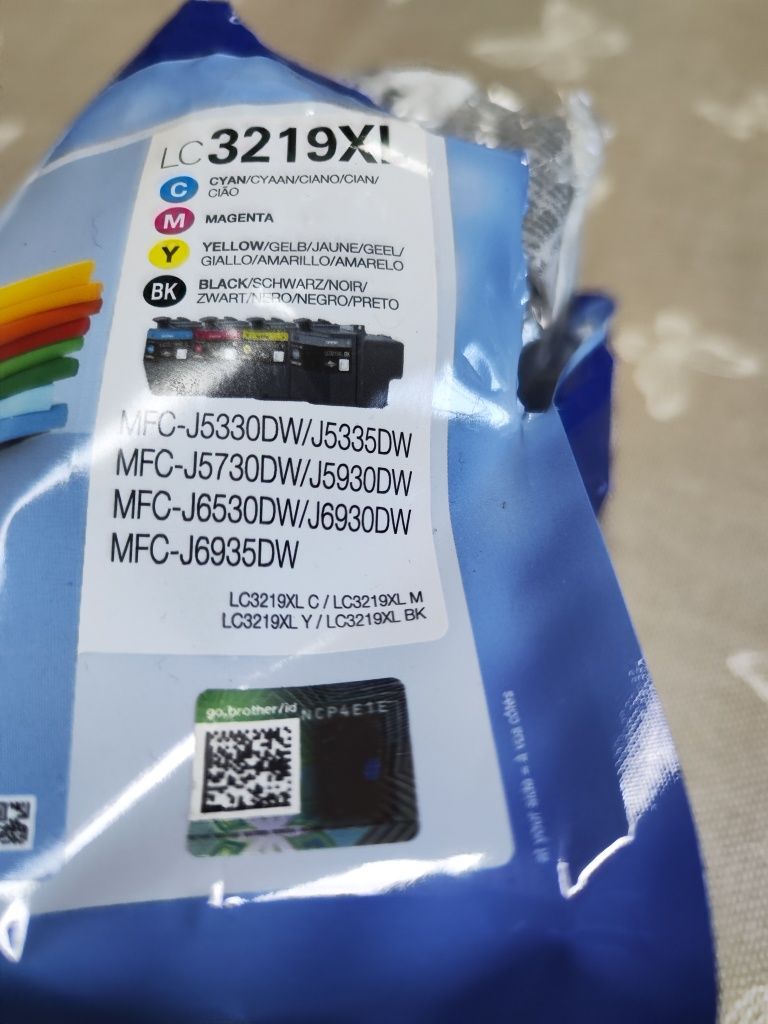 LC3219XL
C CYAN/CYAAN/CIANO/CIAN/
CIÃO
M MAGENTA
Y YELLOW/GELB/JAUNE/GEEL/
GIALLO/AMARILLO/AMARELO
BK BLACK/SCHWARZ/NOIR/
ZWART/NERO/NEGRO/PRETO
MFC-J5330DW/J5335DW
MFC-J5730DW/J5930DW
MFC-J6530DW/J6930DW
MFC-J6935DW
LC3219XL C / LC3219XL M
LC3219XL Y / LC3219XL BK
go.brother/id NCP4E1E